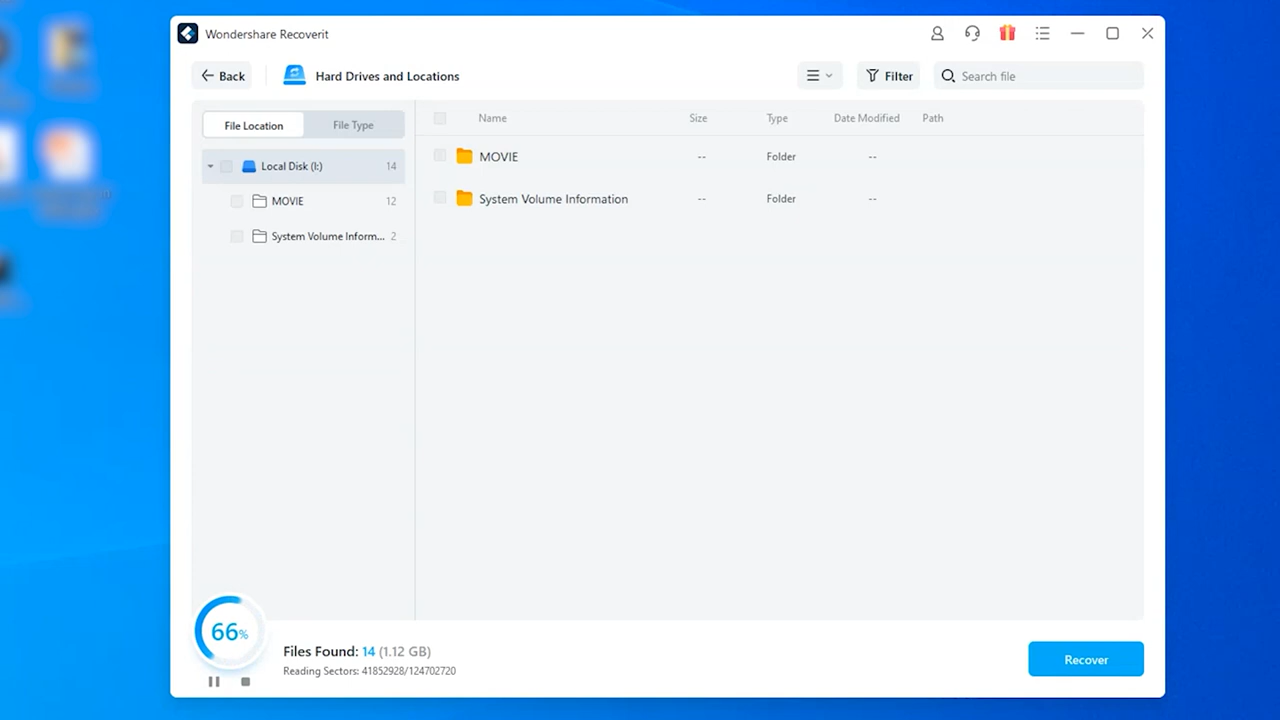 Wondershare Recoverit
Back
Hard Drives and Locations
Filter
Search file
File Location
File Type
Name
Size
Type
Date Modified
Path
Local Disk (I:)
14
MOVIE
--
Folder
--
MOVIE
12
System Volume Information
--
Folder
--
System Volume Inform...
2
66%
Files Found: 14 (1.12 GB)
Reading Sectors: 41852928/124702720
Recover